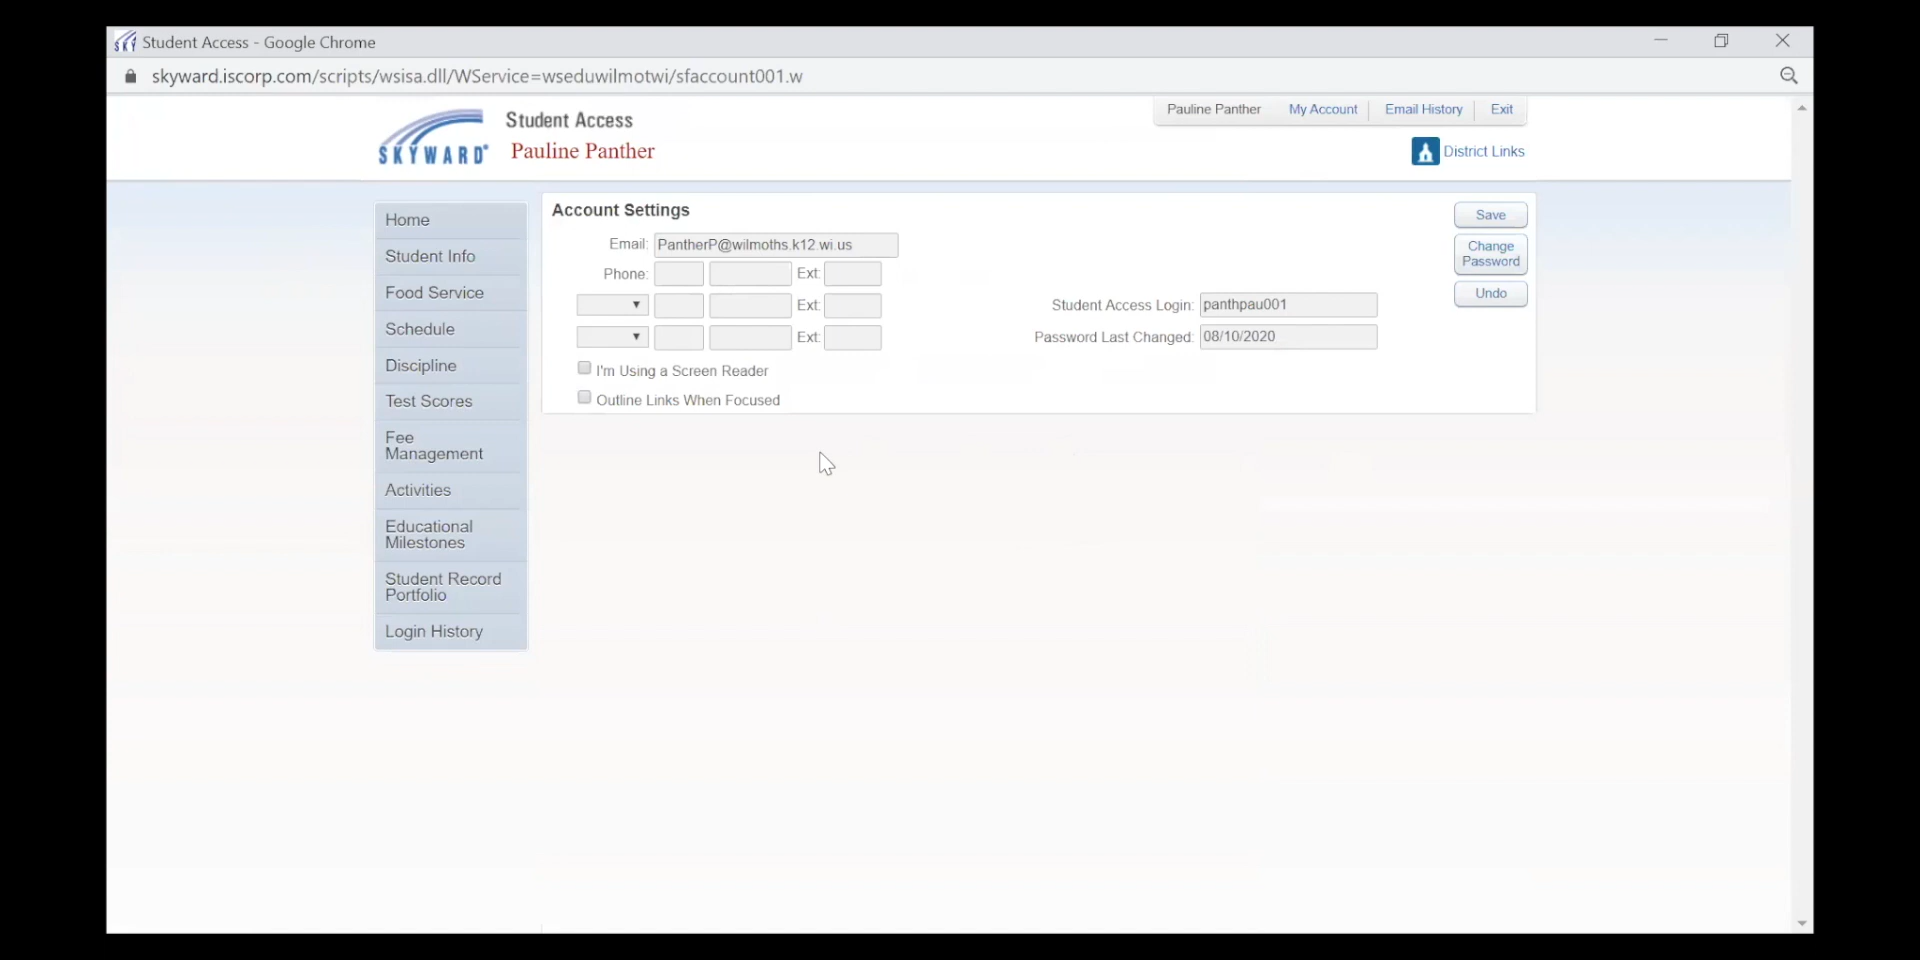 Student Access - Google Chrome
skyward.iscorp.com/scripts/wsisa.dll/WService=wseduwilmotwi/sfaccount001.w
SKYWARD
Student Access
Pauline Panther
Pauline Panther My Account Email History Exit
District Links
Home
Student Info
Food Service
Schedule
Discipline
Test Scores
Fee
Management
Activities
Educational
Milestones
Student Record
Portfolio
Login History
Account Settings
Email: PantherP@wilmoths.k12.wi.us
Phone: Ext:
Ext:
Ext:
I'm Using a Screen Reader
Outline Links When Focused
Student Access Login: panthpau001
Password Last Changed: 08/10/2020
Save
Change
Password
Undo